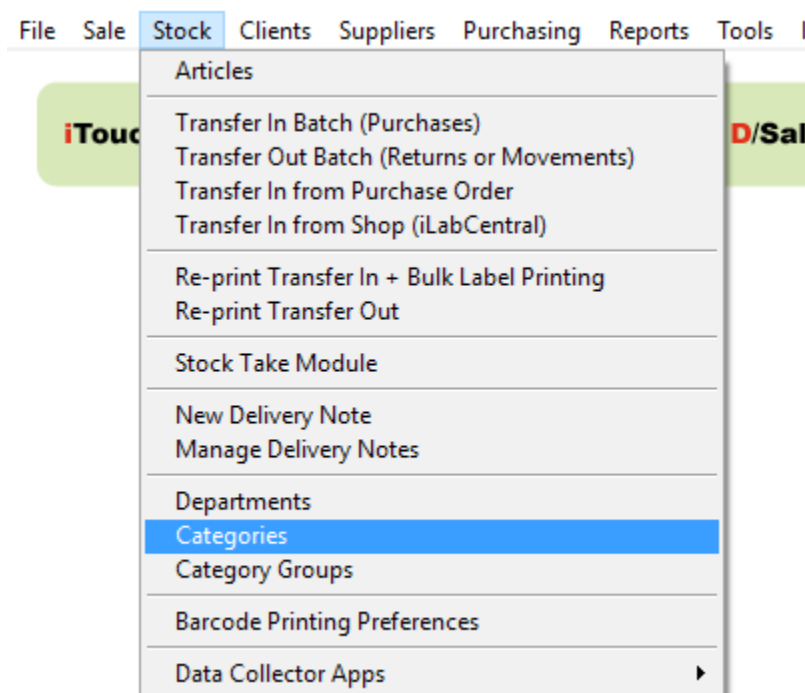 File Sale Stock Clients Suppliers Purchasing Reports Tools
Articles
Transfer In Batch (Purchases)
Transfer Out Batch (Returns or Movements)
Transfer In from Purchase Order
Transfer In from Shop (iLabCentral)
Re-print Transfer In + Bulk Label Printing
Re-print Transfer Out
Stock Take Module
New Delivery Note
Manage Delivery Notes
Departments
Categories
Category Groups
Barcode Printing Preferences
Data Collector Apps